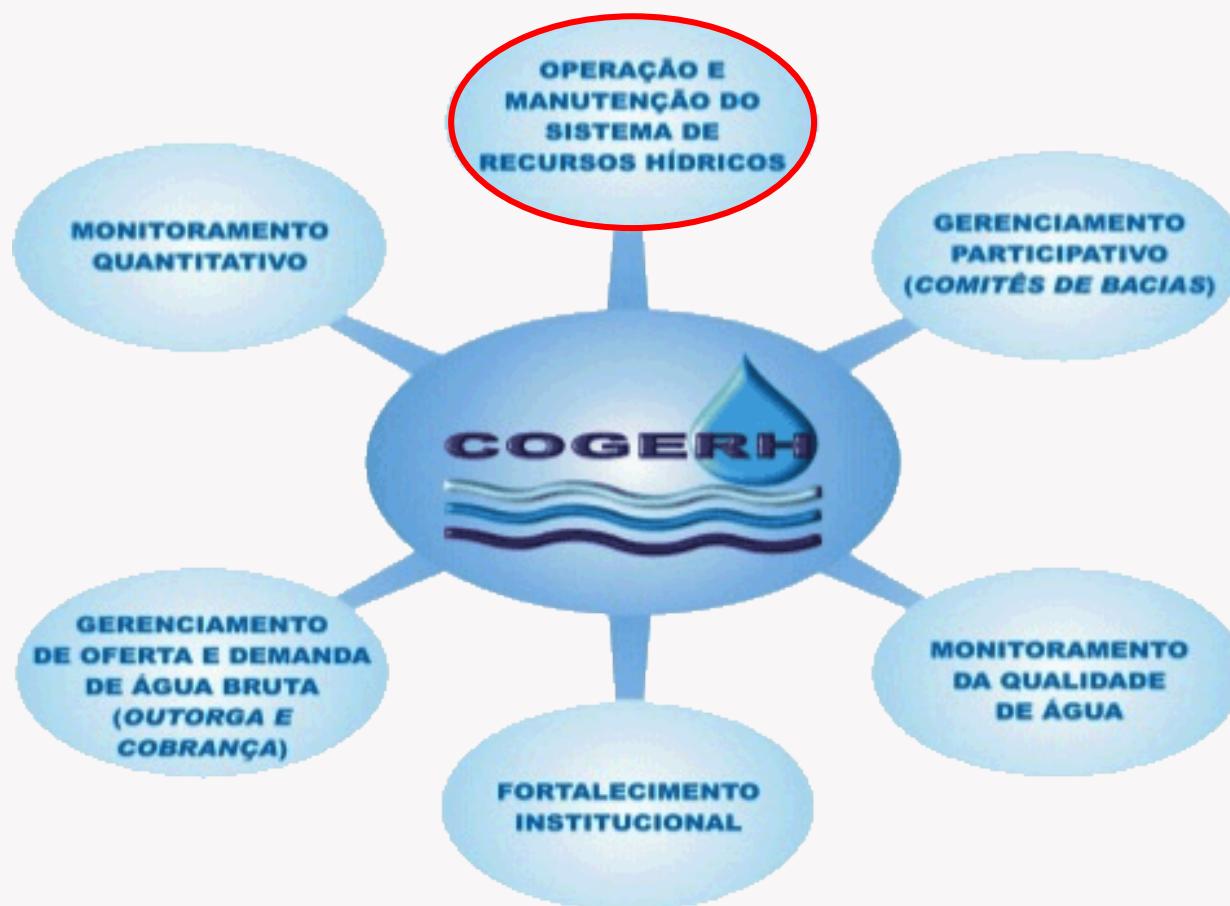 OPERAÇÃO E
MANUTENÇÃO DO
SISTEMA DE
RECURSOS HÍDRICOS
MONITORAMENTO
QUANTITATIVO
GERENCIAMENTO
PARTICIPATIVO
(COMITÊS DE BACIAS)
COGERH
GERENCIAMENTO
DE OFERTA E DEMANDA
DE ÁGUA BRUTA
(OUTORGA E
COBRANÇA)
MONITORAMENTO
DA QUALIDADE
DE ÁGUA
FORTALECIMENTO
INSTITUCIONAL